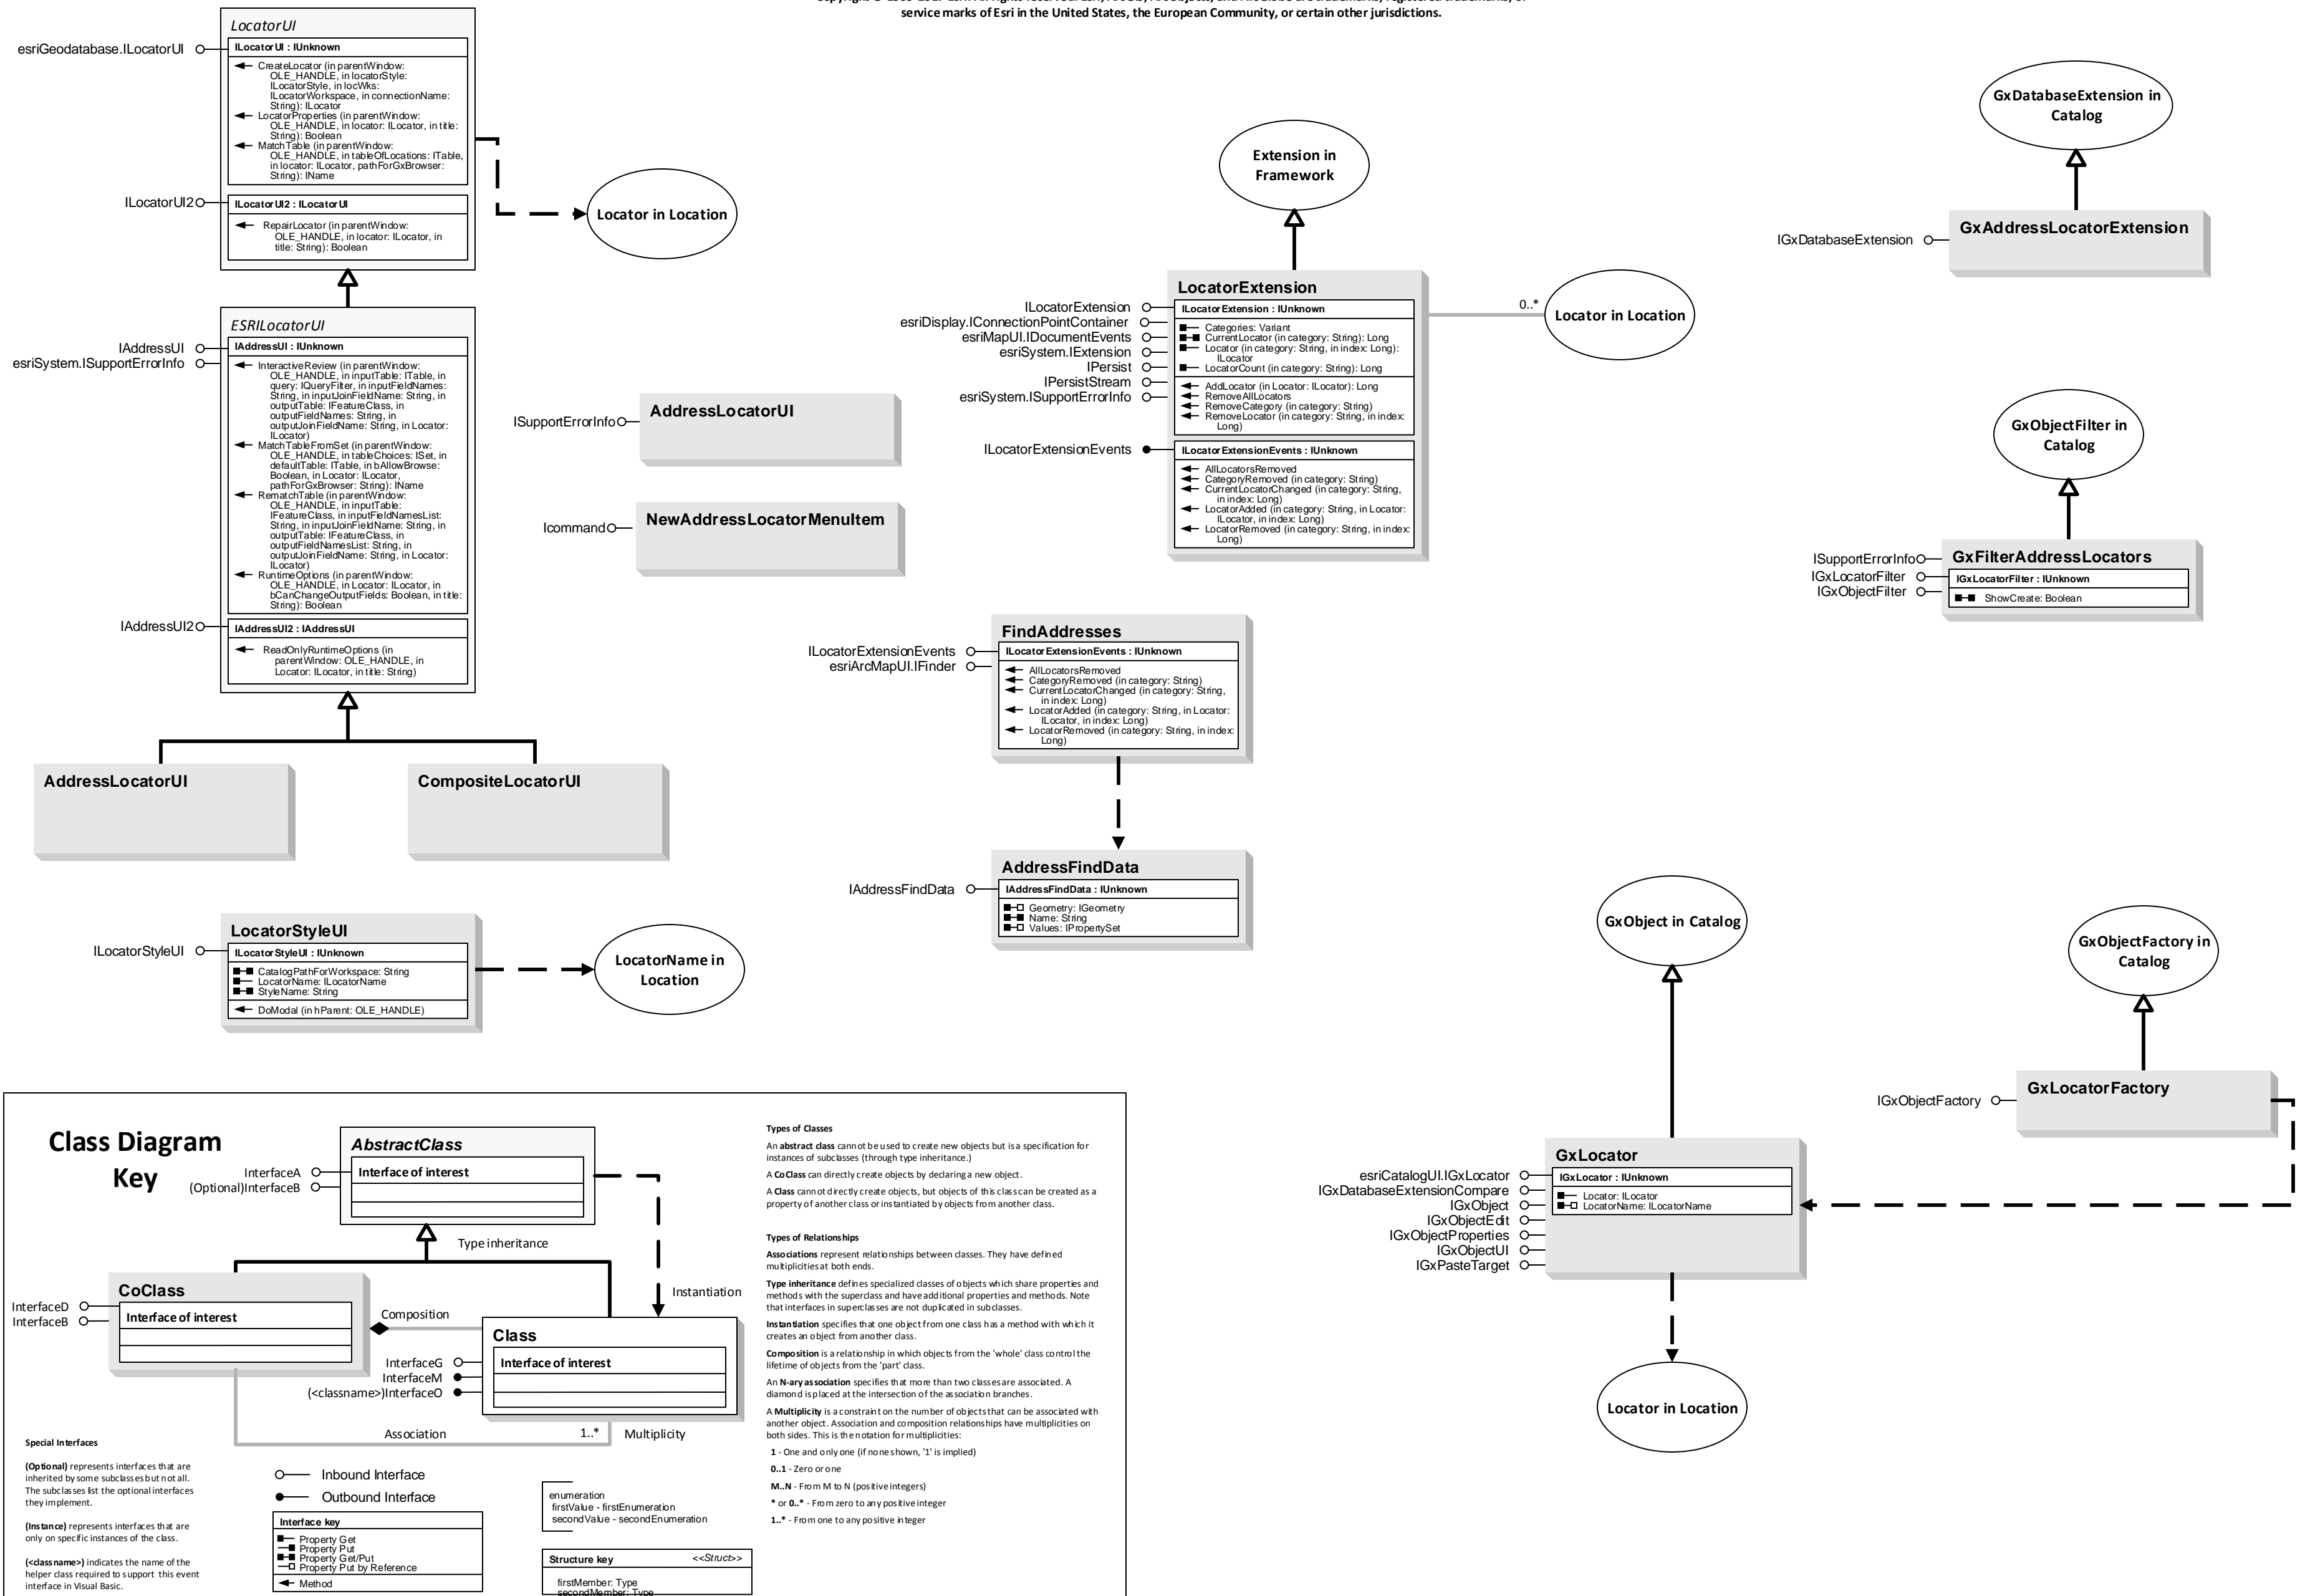 service marks of Esri in the United States, the European Community, or certain other jurisdictions.
LocatorUI
esriGeodatabase.ILocatorUI
ILocatorUI : IUnknown
CreateLocator (in parentWindow:
OLE_HANDLE, in locatorStyle:
ILocatorStyle, in locWks:
ILocatorWorkspace, in connectionName:
String): ILocator
LocatorProperties (in parentWindow:
OLE_HANDLE, in locator: ILocator, in title:
String): Boolean
MatchTable (in parentWindow:
OLE_HANDLE, in tableOfLocations: ITable,
in locator: ILocator, pathForGxBrowser:
String): IName
ILocatorUI2
ILocatorUI2 : ILocatorUI
RepairLocator (in parentWindow:
OLE_HANDLE, in locator: ILocator, in
title: String): Boolean
Locator in Location
ESRILocatorUI
IAddressUI
esriSystem.ISupportErrorInfo
IAddressUI : IUnknown
InteractiveReview (in parentWindow:
OLE_HANDLE, in inputTable: ITable, in
query: IQueryFilter, in inputFieldNames:
String, in inputJoinFieldName: String, in
outputTable: IFeatureClass, in
outputFieldNames: String, in
outputJoinFieldName: String, in Locator:
ILocator)
MatchTableFromSet (in parentWindow:
OLE_HANDLE, in tableChoices: ISet, in
defaultTable: ITable, in bAllowBrowse:
Boolean, in Locator: ILocator,
pathForGxBrowser: String): IName
RematchTable (in parentWindow:
OLE_HANDLE, in inputTable:
IFeatureClass, in inputFieldNamesList:
String, in inputJoinFieldName: String, in
outputTable: IFeatureClass, in
outputFieldNamesList: String, in
outputJoinFieldName: String, in Locator:
ILocator)
RuntimeOptions (in parentWindow:
OLE_HANDLE, in Locator: ILocator, in
bCanChangeOutputFields: Boolean, in title:
String): Boolean
IAddressUI2
IAddressUI2 : IAddressUI
ReadOnlyRuntimeOptions (in
parentWindow: OLE_HANDLE, in
Locator: ILocator, in title: String)
AddressLocatorUI
CompositeLocatorUI
ISupportErrorInfo
AddressLocatorUI
Icommand
NewAddressLocatorMenuItem
LocatorStyleUI
ILocatorStyleUI
ILocatorStyleUI : IUnknown
CatalogPathForWorkspace: String
LocatorName: ILocatorName
StyleName: String
DoModal (in hParent: OLE_HANDLE)
LocatorName in
Location
Extension in
Framework
LocatorExtension
ILocatorExtension
esriDisplay.IConnectionPointContainer
esriMapUI.IDocumentEvents
esriSystem.IExtension
IPersist
IPersistStream
esriSystem.ISupportErrorInfo
ILocatorExtension : IUnknown
Categories: Variant
CurrentLocator (in category: String): Long
Locator (in category: String, in index: Long):
ILocator
LocatorCount (in category: String): Long
AddLocator (in Locator: ILocator): Long
RemoveAllLocators
RemoveCategory (in category: String)
RemoveLocator (in category: String, in index:
Long)
ILocatorExtensionEvents
ILocatorExtensionEvents : IUnknown
AllLocatorsRemoved
CategoryRemoved (in category: String)
CurrentLocatorChanged (in category: String,
in index: Long)
LocatorAdded (in category: String, in Locator:
ILocator, in index: Long)
LocatorRemoved (in category: String, in index:
Long)
0..*
Locator in Location
FindAddresses
ILocatorExtensionEvents
esriArcMapUI.IFinder
ILocatorExtensionEvents : IUnknown
AllLocatorsRemoved
CategoryRemoved (in category: String)
CurrentLocatorChanged (in category: String,
in index: Long)
LocatorAdded (in category: String, in Locator:
ILocator, in index: Long)
LocatorRemoved (in category: String, in index:
Long)
AddressFindData
IAddressFindData
IAddressFindData : IUnknown
Geometry: IGeometry
Name: String
Values: IPropertySet
GxDatabaseExtension in
Catalog
IGxDatabaseExtension
GxAddressLocatorExtension
GxObjectFilter in
Catalog
ISupportErrorInfo
IGxLocatorFilter
IGxObjectFilter
GxFilterAddressLocators
IGxLocatorFilter : IUnknown
ShowCreate: Boolean
GxObject in Catalog
GxObjectFactory in
Catalog
IGxObjectFactory
GxLocatorFactory
GxLocator
esriCatalogUI.IGxLocator
IGxDatabaseExtensionCompare
IGxObject
IGxObjectEdit
IGxObjectProperties
IGxObjectUI
IGxPasteTarget
IGxLocator : IUnknown
Locator: ILocator
LocatorName: ILocatorName
Locator in Location
Class Diagram
Key
AbstractClass
InterfaceA
(Optional)InterfaceB
Interface of interest
Type inheritance
Instantiation
CoClass
InterfaceD
InterfaceB
Interface of interest
Composition
Class
InterfaceG
InterfaceM
(<classname>)InterfaceO
Interface of interest
Association
1..*
Multiplicity
Special Interfaces
(Optional) represents interfaces that are
inherited by some subclasses but not all.
The subclasses list the optional interfaces
they implement.
(Instance) represents interfaces that are
only on specific instances of the class.
(<classname>) indicates the name of the
helper class required to support this event
interface in Visual Basic.
Inbound Interface
Outbound Interface
Interface key
Property Get
Property Put
Property Get/Put
Property Put by Reference
Method
enumeration
firstValue - firstEnumeration
secondValue - secondEnumeration
Structure key <<Struct>>
firstMember: Type
secondMember: Type
Types of Classes
An abstract class cannot be used to create new objects but is a specification for
instances of subclasses (through type inheritance.)
A CoClass can directly create objects by declaring a new object.
A Class cannot directly create objects, but objects of this class can be created as a
property of another class or instantiated by objects from another class.
Types of Relationships
Associations represent relationships between classes. They have defined
multiplicities at both ends.
Type inheritance defines specialized classes of objects which share properties and
methods with the superclass and have additional properties and methods. Note
that interfaces in superclasses are not duplicated in subclasses.
Instantiation specifies that one object from one class has a method with which it
creates an object from another class.
Composition is a relationship in which objects from the 'whole' class control the
lifetime of objects from the 'part' class.
An N-ary association specifies that more than two classes are associated. A
diamond is placed at the intersection of the association branches.
A Multiplicity is a constraint on the number of objects that can be associated with
another object. Association and composition relationships have multiplicities on
both sides. This is the notation for multiplicities:
1 - One and only one (if none shown, '1' is implied)
0..1 - Zero or one
M..N - From M to N (positive integers)
* or 0..* - From zero to any positive integer
1..* - From one to any positive integer